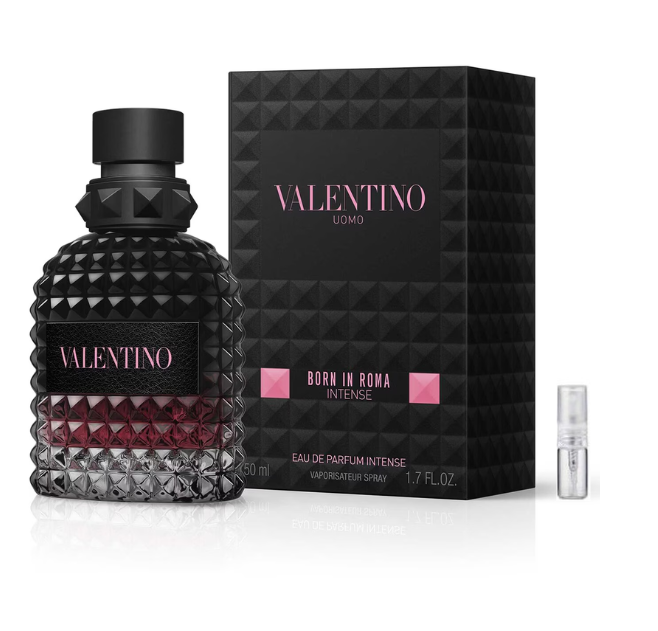 VALENTINO
UOMO
VALENTINO
BORN IN ROMA
INTENSE
EAU DE PARFUM INTENSE
50 ml VAPORISATEUR SPRAY 1.7 FL.OZ.